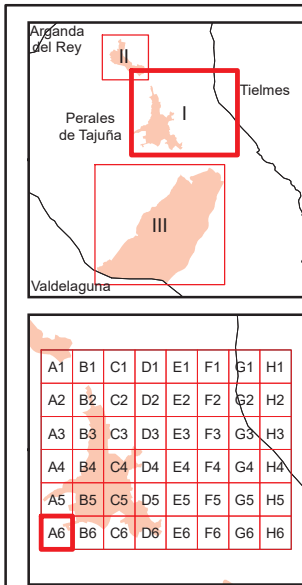 Arganda
del Rey
II
Tielmes
I
Perales
de Tajuña
III
Valdelaguna
A1 B1 C1 D1 E1 F1 G1 H1
A2 B2 C2 D2 E2 F2 G2 H2
A3 B3 C3 D3 E3 F3 G3 H3
A4 B4 C4 D4 E4 F4 G4 H4
A5 B5 C5 D5 E5 F5 G5 H5
A6 B6 C6 D6 E6 F6 G6 H6